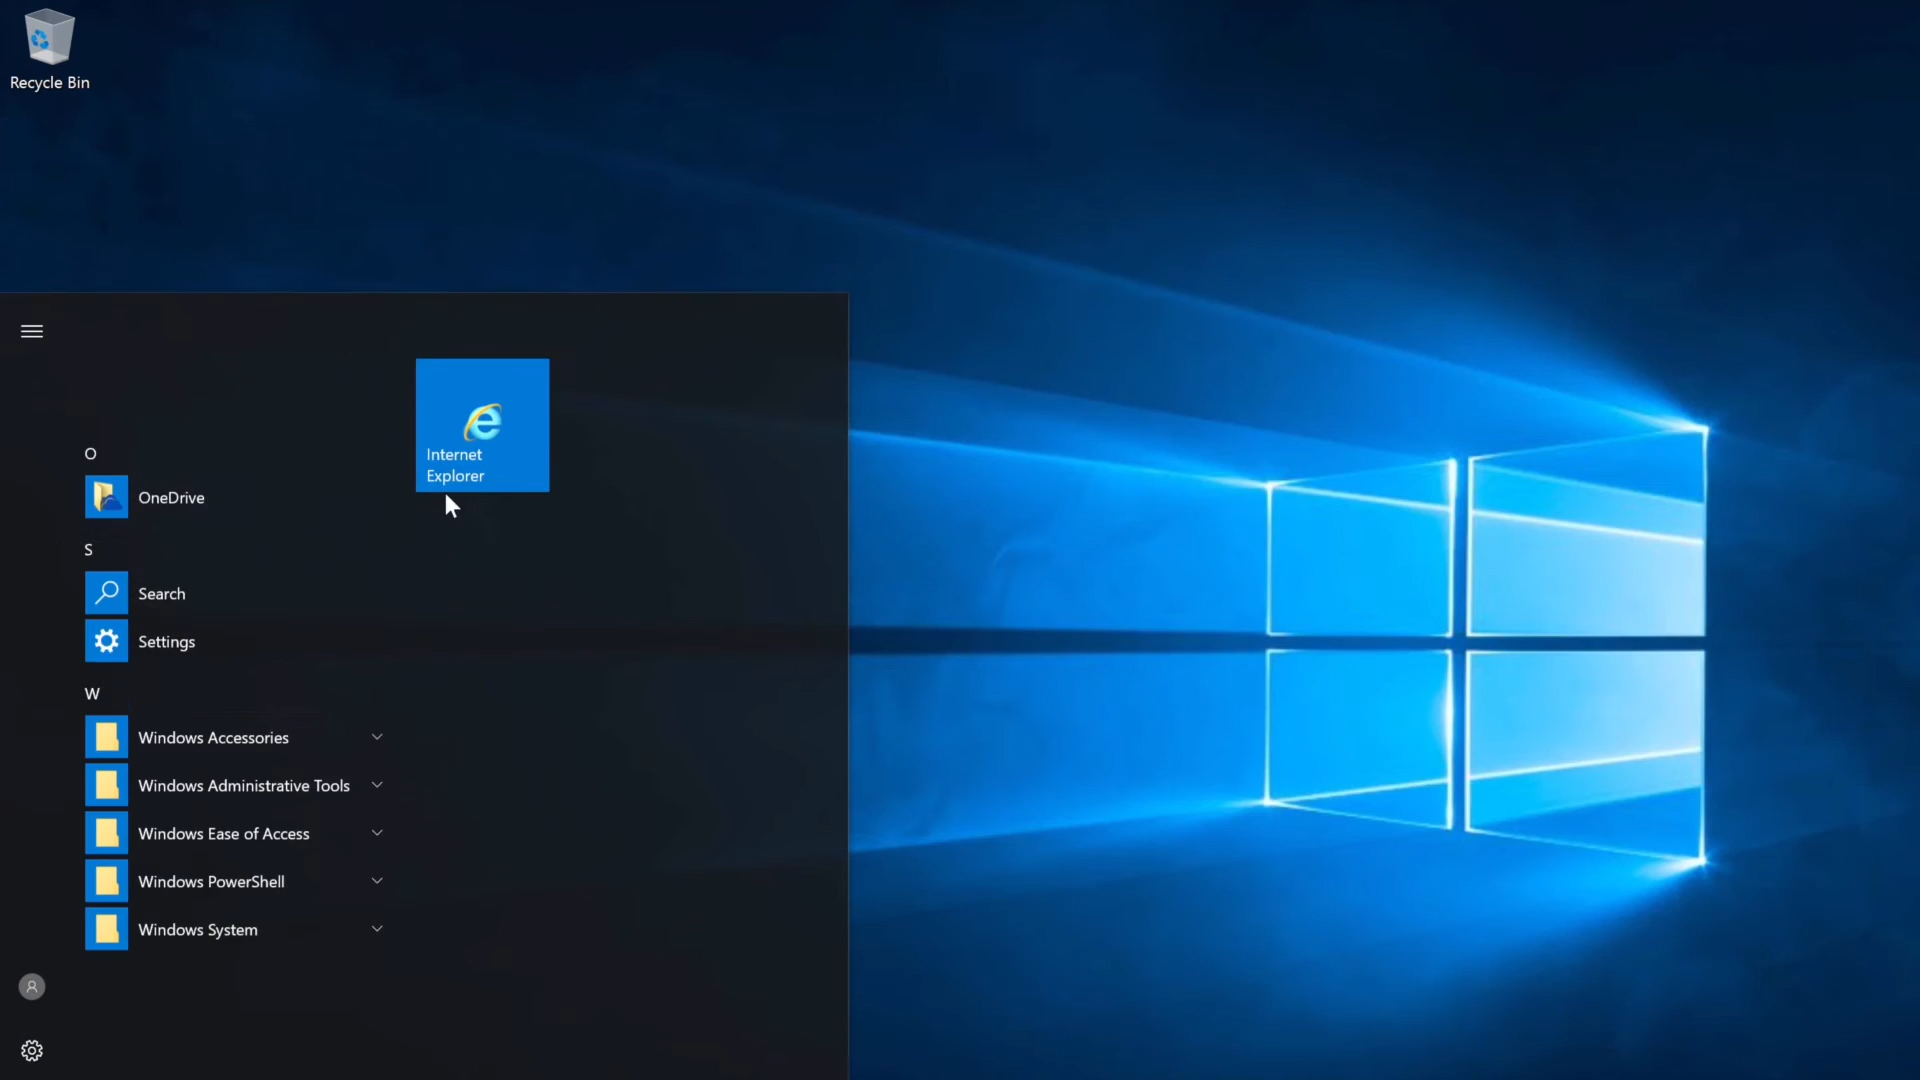 Recycle Bin
Internet
Explorer
O
OneDrive
S
Search
Settings
W
Windows Accessories
Windows Administrative Tools
Windows Ease of Access
Windows PowerShell
Windows System